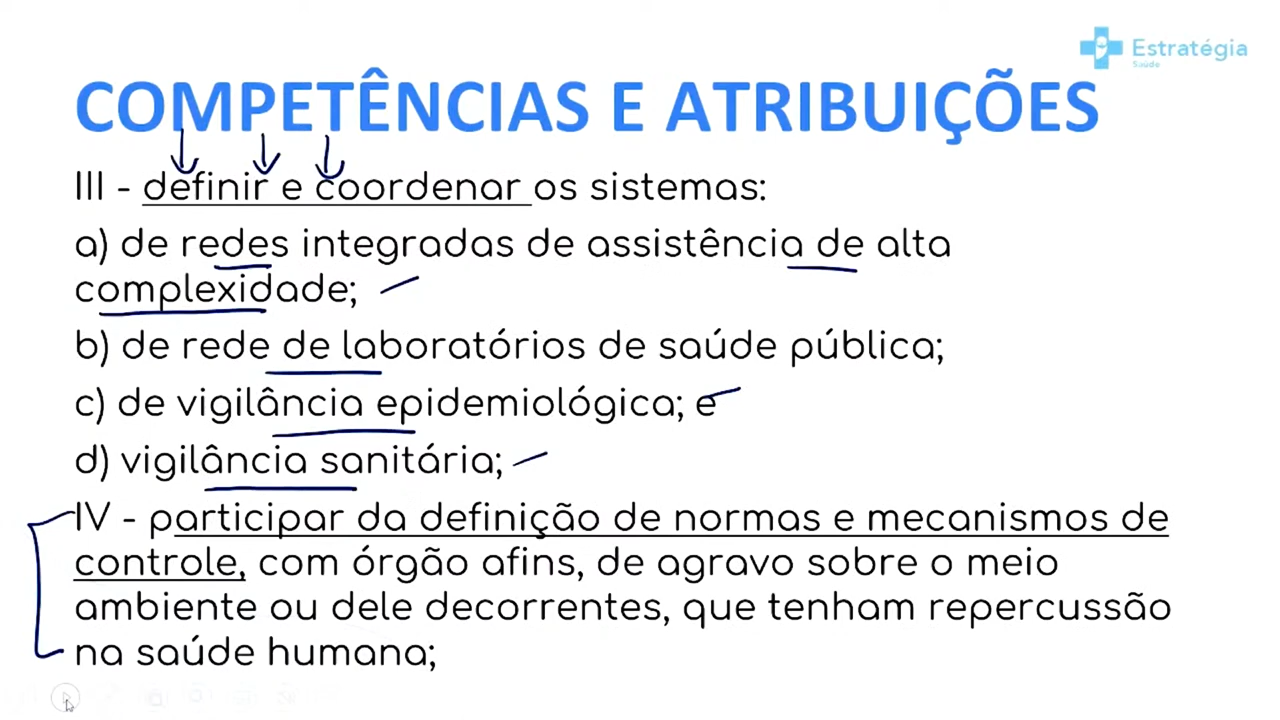 Estratégia
Saúde
COMPETÊNCIAS E ATRIBUIÇÕES
III - definir e coordenar os sistemas:
a) de redes integradas de assistência de alta
complexidade;
b) de rede de laboratórios de saúde pública;
c) de vigilância epidemiológica; e
d) vigilância sanitária;
IV - participar da definição de normas e mecanismos de
controle, com órgão afins, de agravo sobre o meio
ambiente ou dele decorrentes, que tenham repercussão
na saúde humana;